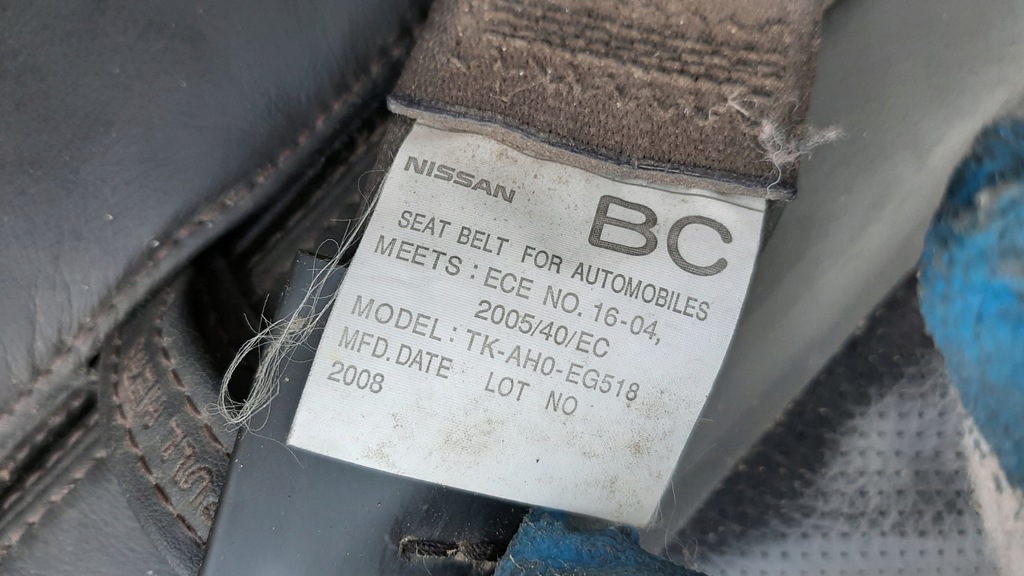 NISSAN
BC
SEAT BELT FOR AUTOMOBILES
MEETS : ECE NO. 16-04,
2005/40/EC
MODEL : TK-AH0-EG518
MFD.DATE LOT NO
2008